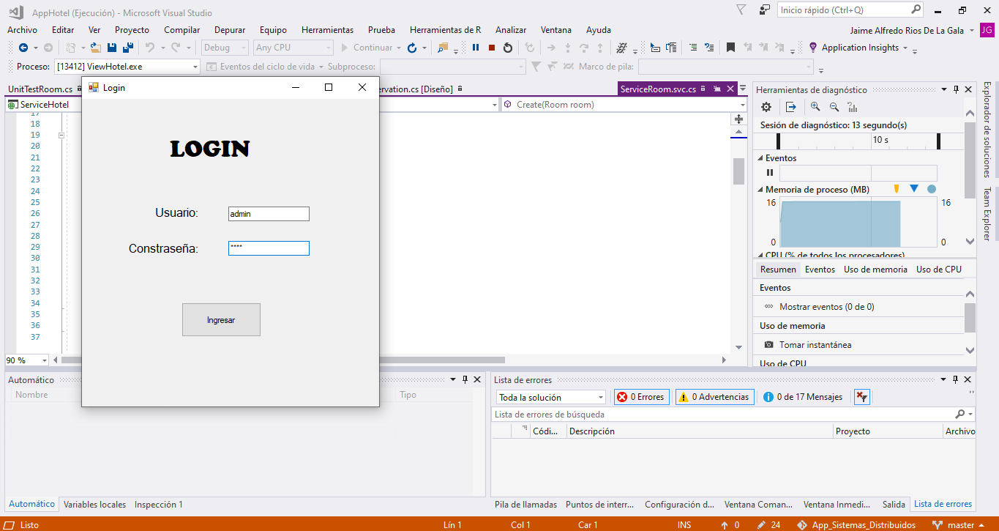 AppHotel (Ejecución) - Microsoft Visual Studio
Inicio rápido (Ctrl+Q)
Archivo Editar Ver Proyecto Compilar Depurar Equipo Herramientas Prueba Herramientas de R Analizar Ventana Ayuda
Jaime Alfredo Rios De La Gala JG
Debug Any CPU Continuar Application Insights
Proceso: [13412] ViewHotel.exe Eventos del ciclo de vida Subproceso: Marco de pila:
UnitTestRoom.cs
ervation.cs [Diseño]
ServiceRoom.svc.cs
ServiceHotel
Create(Room room)
17
18
19
20
21
22
23
24
25
26
27
28
29
30
31
32
33
34
35
36
37
90 %
Login
LOGIN
Usuario: admin
Constraseña: ****
Ingresar
Herramientas de diagnóstico
Sesión de diagnóstico: 13 segundo(s)
10 s
Eventos
Memoria de proceso (MB)
16 16
0 0
CPU (% de todos los procesadores)
Resumen Eventos Uso de memoria Uso de CPU
Eventos
Mostrar eventos (0 de 0)
Uso de memoria
Tomar instantánea
Uso de CPU
Explorador de soluciones
Team Explorer
Automático
Nombre Tipo
Automático Variables locales Inspección 1
Lista de errores
Toda la solución 0 Errores 0 Advertencias 0 de 17 Mensajes
Lista de errores de búsqueda
Códi... Descripción Proyecto Archivo
Pila de llamadas Puntos de interr... Configuración d... Ventana Coman... Ventana Inmedi... Salida Lista de errores
Listo Lín 1 Col 1 Car 1 INS 0 24 App_Sistemas_Distribuidos master